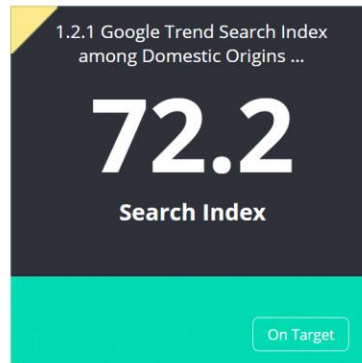 1.2.1 Google Trend Search Index
among Domestic Origins ...
72.2
Search Index
On Target